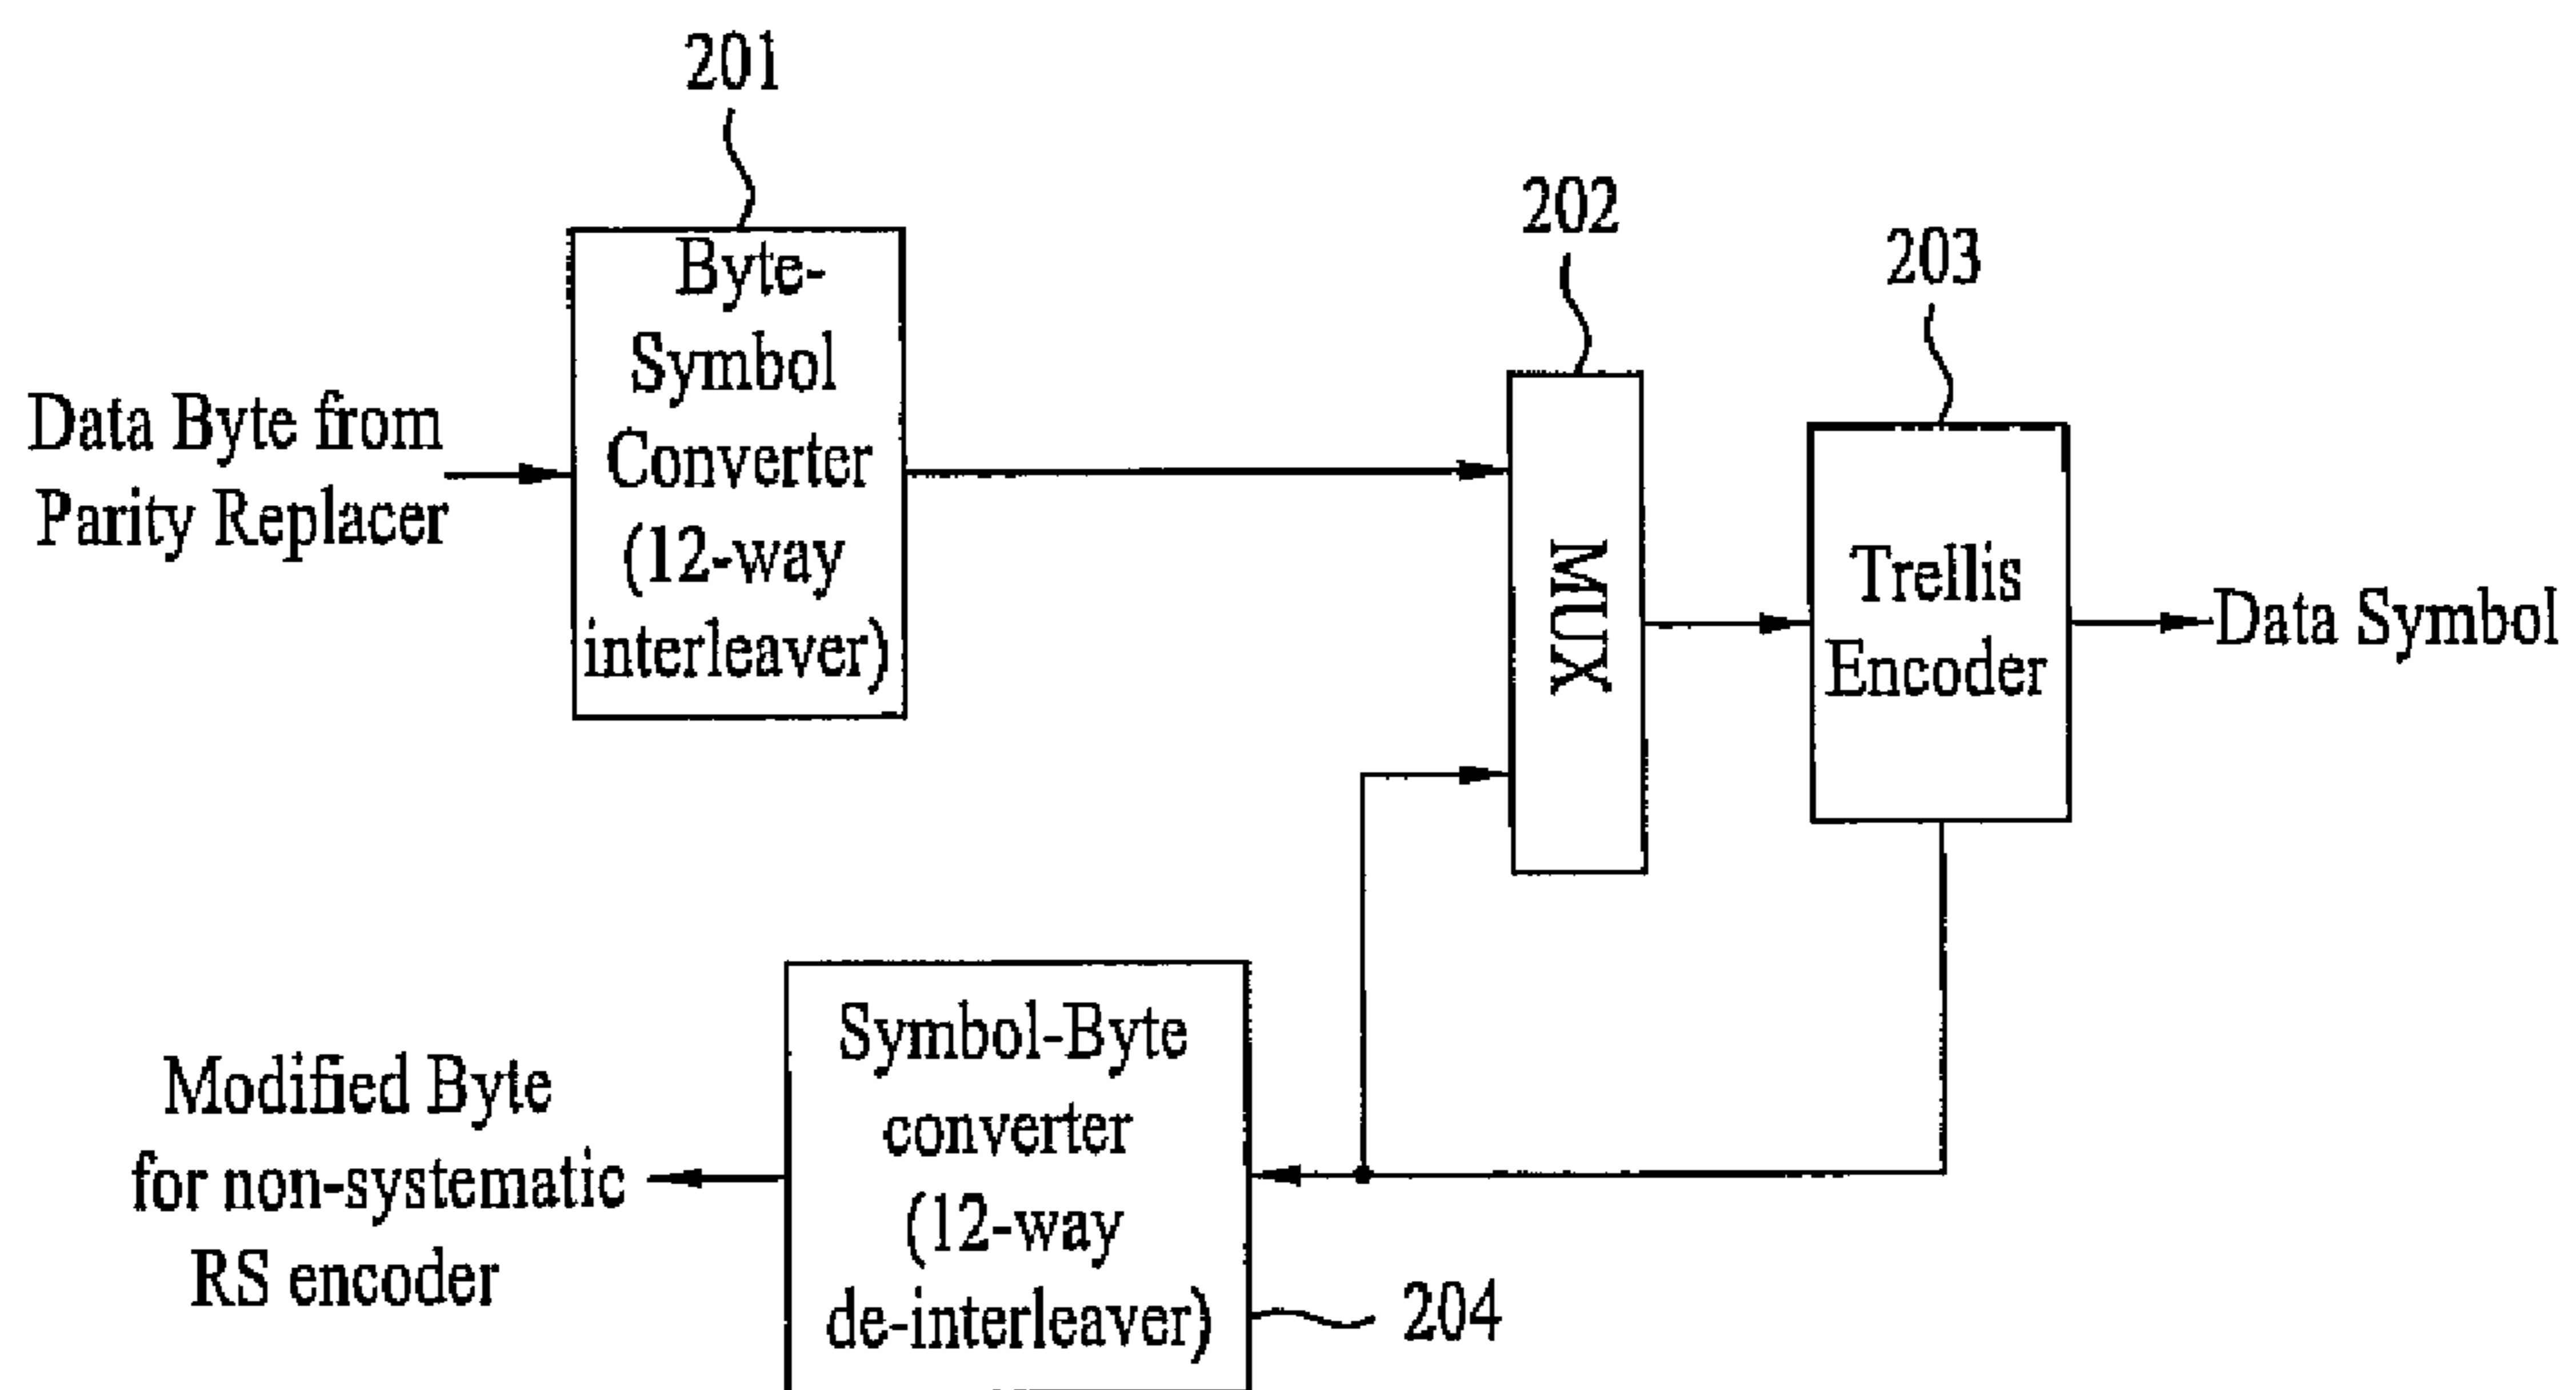 201
Byte-
Symbol
Converter
(12-way
interleaver)
Data Byte from
Parity Replacer
202
MUX
203
Trellis
Encoder
Data Symbol
Symbol-Byte
converter
(12-way
de-interleaver)
204
Modified Byte
for non-systematic
RS encoder